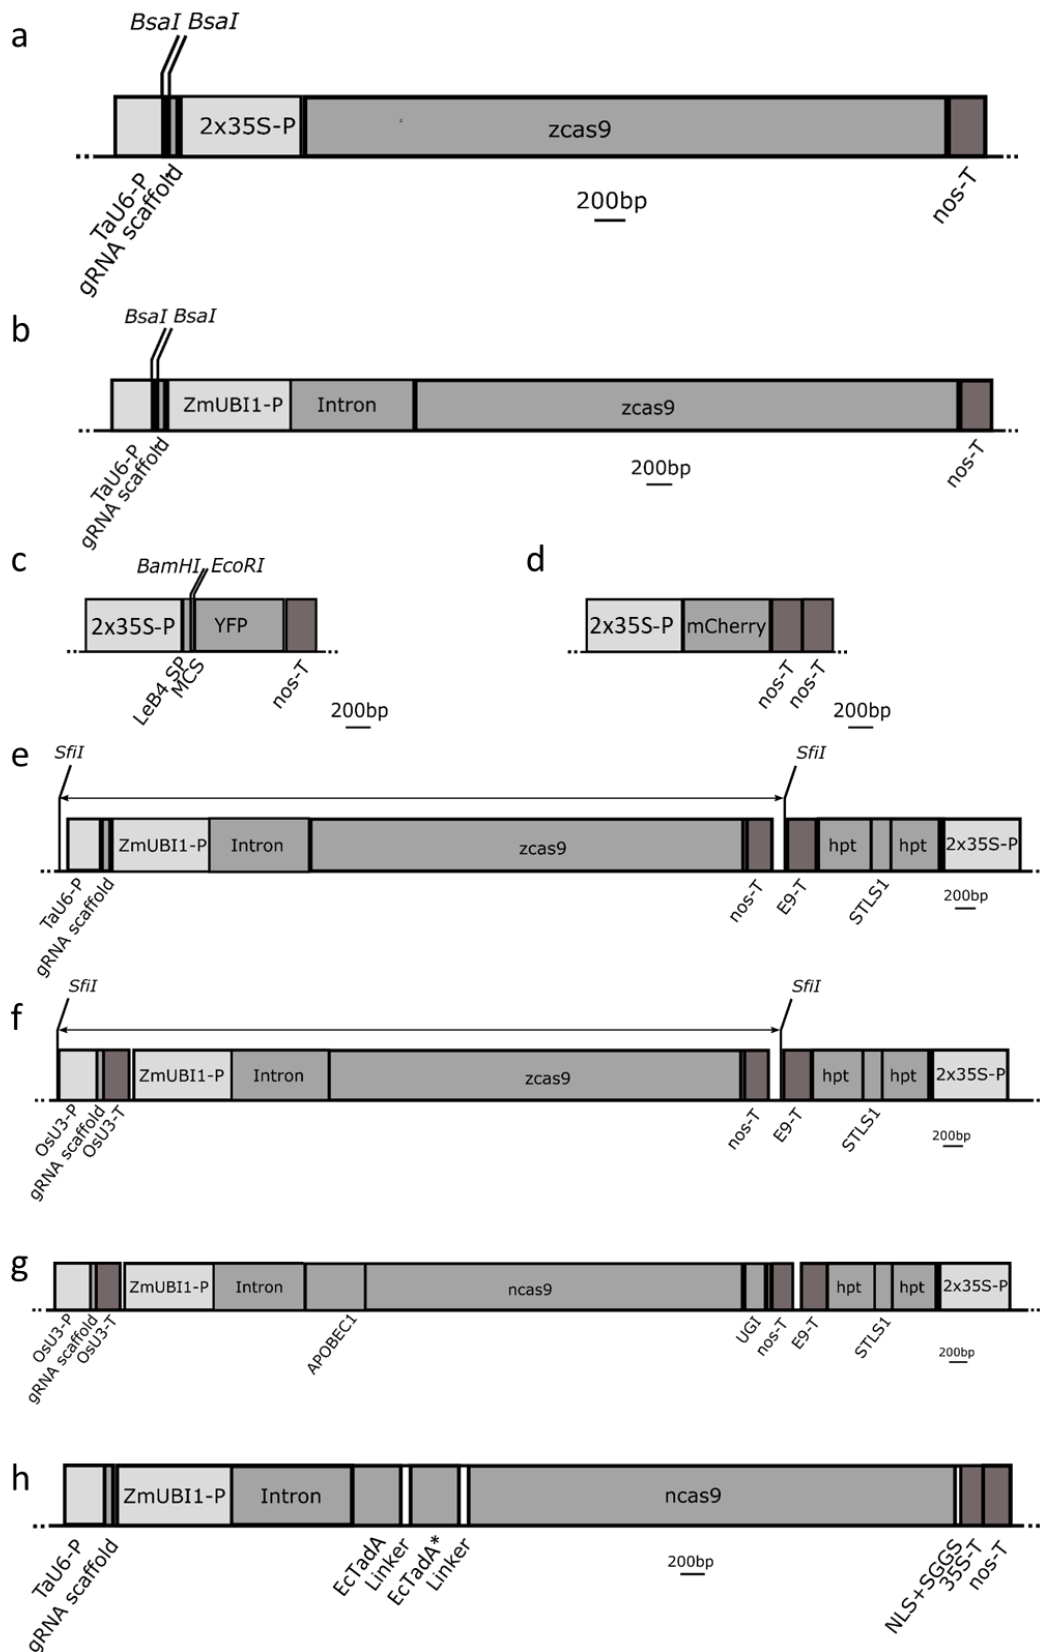 a
BsaI BsaI
2x35S-P zcas9
TaU6-P
gRNA scaffold
nos-T
200bp
b
BsaI BsaI
ZmUBI1-P Intron zcas9
TaU6-P
gRNA scaffold
nos-T
200bp
c
BamHI EcoRI
2x35S-P YFP
LeB4 SP
MCS
nos-T
200bp
d
2x35S-P mCherry
nos-T
nos-T
200bp
e
SfiI SfiI
ZmUBI1-P Intron zcas9 hpt hpt 2x35S-P
TaU6-P
gRNA scaffold
nos-T
E9-T
STLS1
200bp
f
SfiI SfiI
ZmUBI1-P Intron zcas9 hpt hpt 2x35S-P
OsU3-P
gRNA scaffold
OsU3-T
nos-T
E9-T
STLS1
200bp
g
ZmUBI1-P Intron ncas9 hpt hpt 2x35S-P
OsU3-P
gRNA scaffold
OsU3-T
APOBEC1
UGI
nos-T
E9-T
STLS1
200bp
h
ZmUBI1-P Intron ncas9
TaU6-P
gRNA scaffold
EcTadA
Linker
EcTadA*
Linker
200bp
NLS+SGGS
35S-T
nos-T